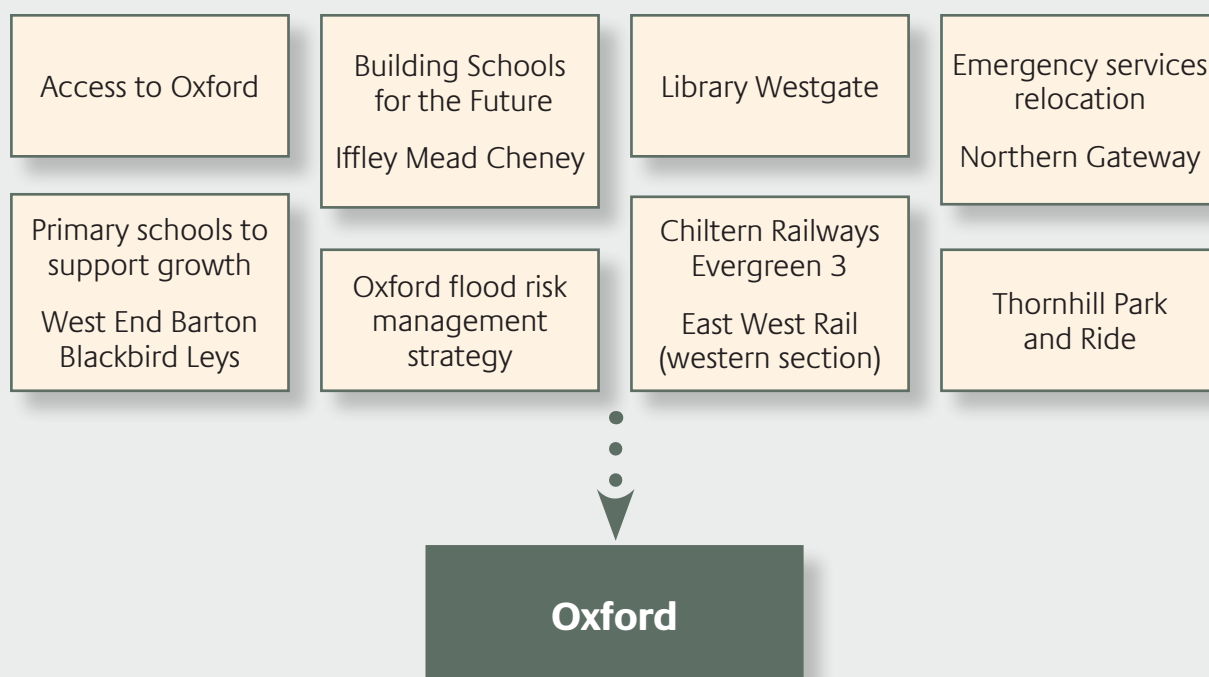 Access to Oxford
Building Schools
for the Future
Iffley Mead Cheney
Library Westgate
Emergency services
relocation
Northern Gateway
Primary schools to
support growth
West End Barton
Blackbird Leys
Oxford flood risk
management
strategy
Chiltern Railways
Evergreen 3
East West Rail
(western section)
Thornhill Park
and Ride
Oxford